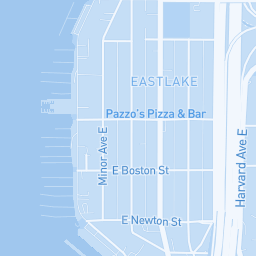 EASTLAKE
Pazzo's Pizza & Bar
Minor Ave E
E Boston St
Harvard Ave E
E Newton St